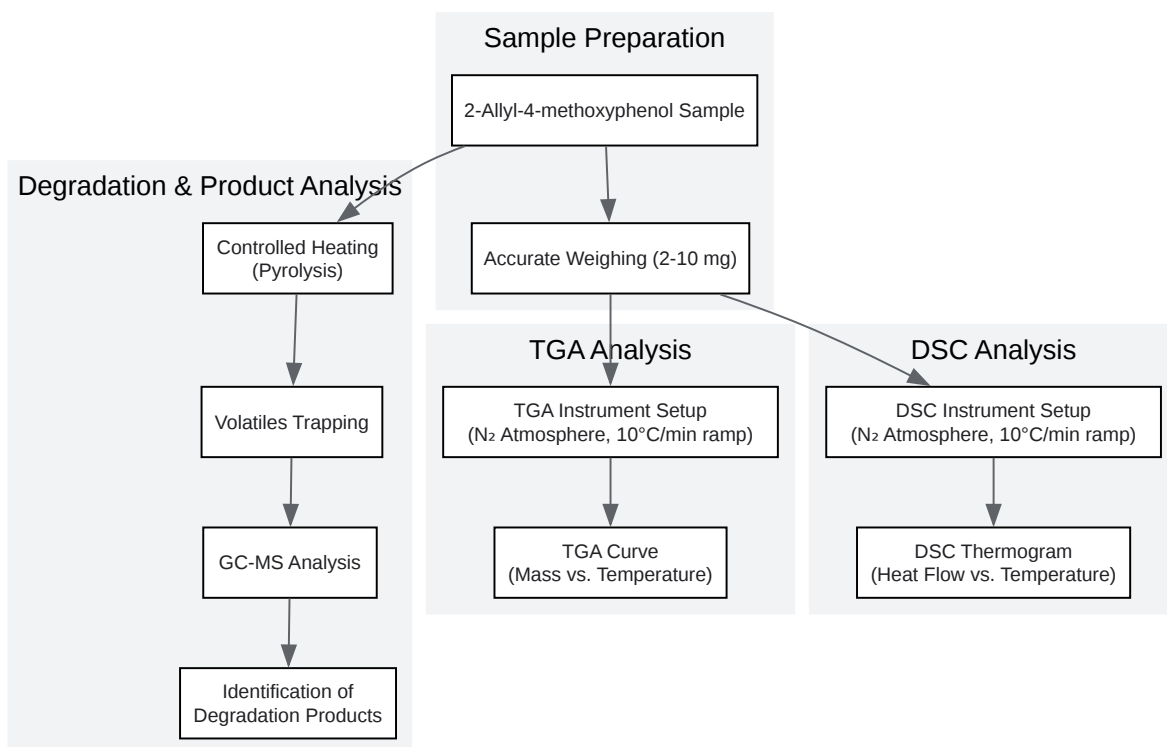 Sample Preparation
2-Allyl-4-methoxyphenol Sample
Accurate Weighing (2-10 mg)
Degradation & Product Analysis
Controlled Heating
(Pyrolysis)
Volatiles Trapping
GC-MS Analysis
Identification of
Degradation Products
TGA Analysis
TGA Instrument Setup
(N₂ Atmosphere, 10°C/min ramp)
TGA Curve
(Mass vs. Temperature)
DSC Analysis
DSC Instrument Setup
(N₂ Atmosphere, 10°C/min ramp)
DSC Thermogram
(Heat Flow vs. Temperature)